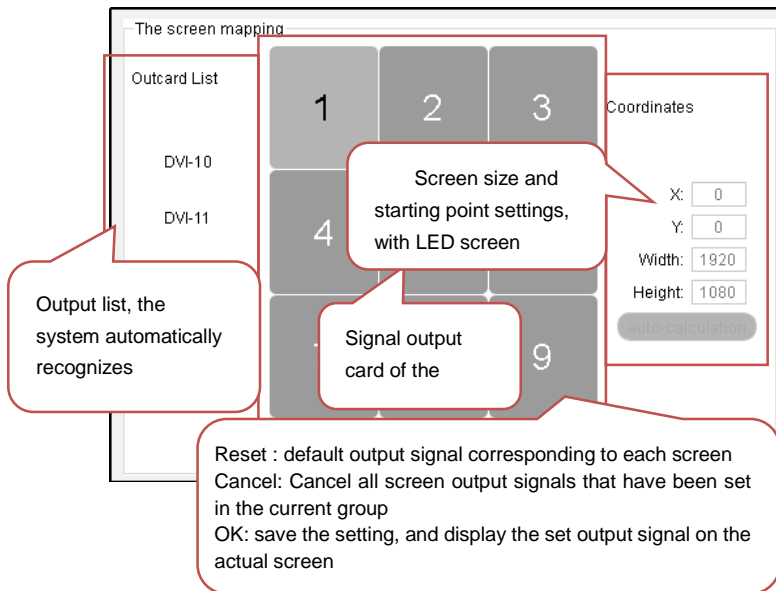 The screen mapping
Outcard List
1 2 3
Coordinates
DVI-10
DVI-11
Screen size and
starting point settings,
with LED screen
X: 0
Y: 0
Width: 1920
Height: 1080
auto-calculation
4
Output list, the
system automatically
recognizes
Signal output
card of the
9
Reset : default output signal corresponding to each screen
Cancel: Cancel all screen output signals that have been set
in the current group
OK: save the setting, and display the set output signal on the
actual screen